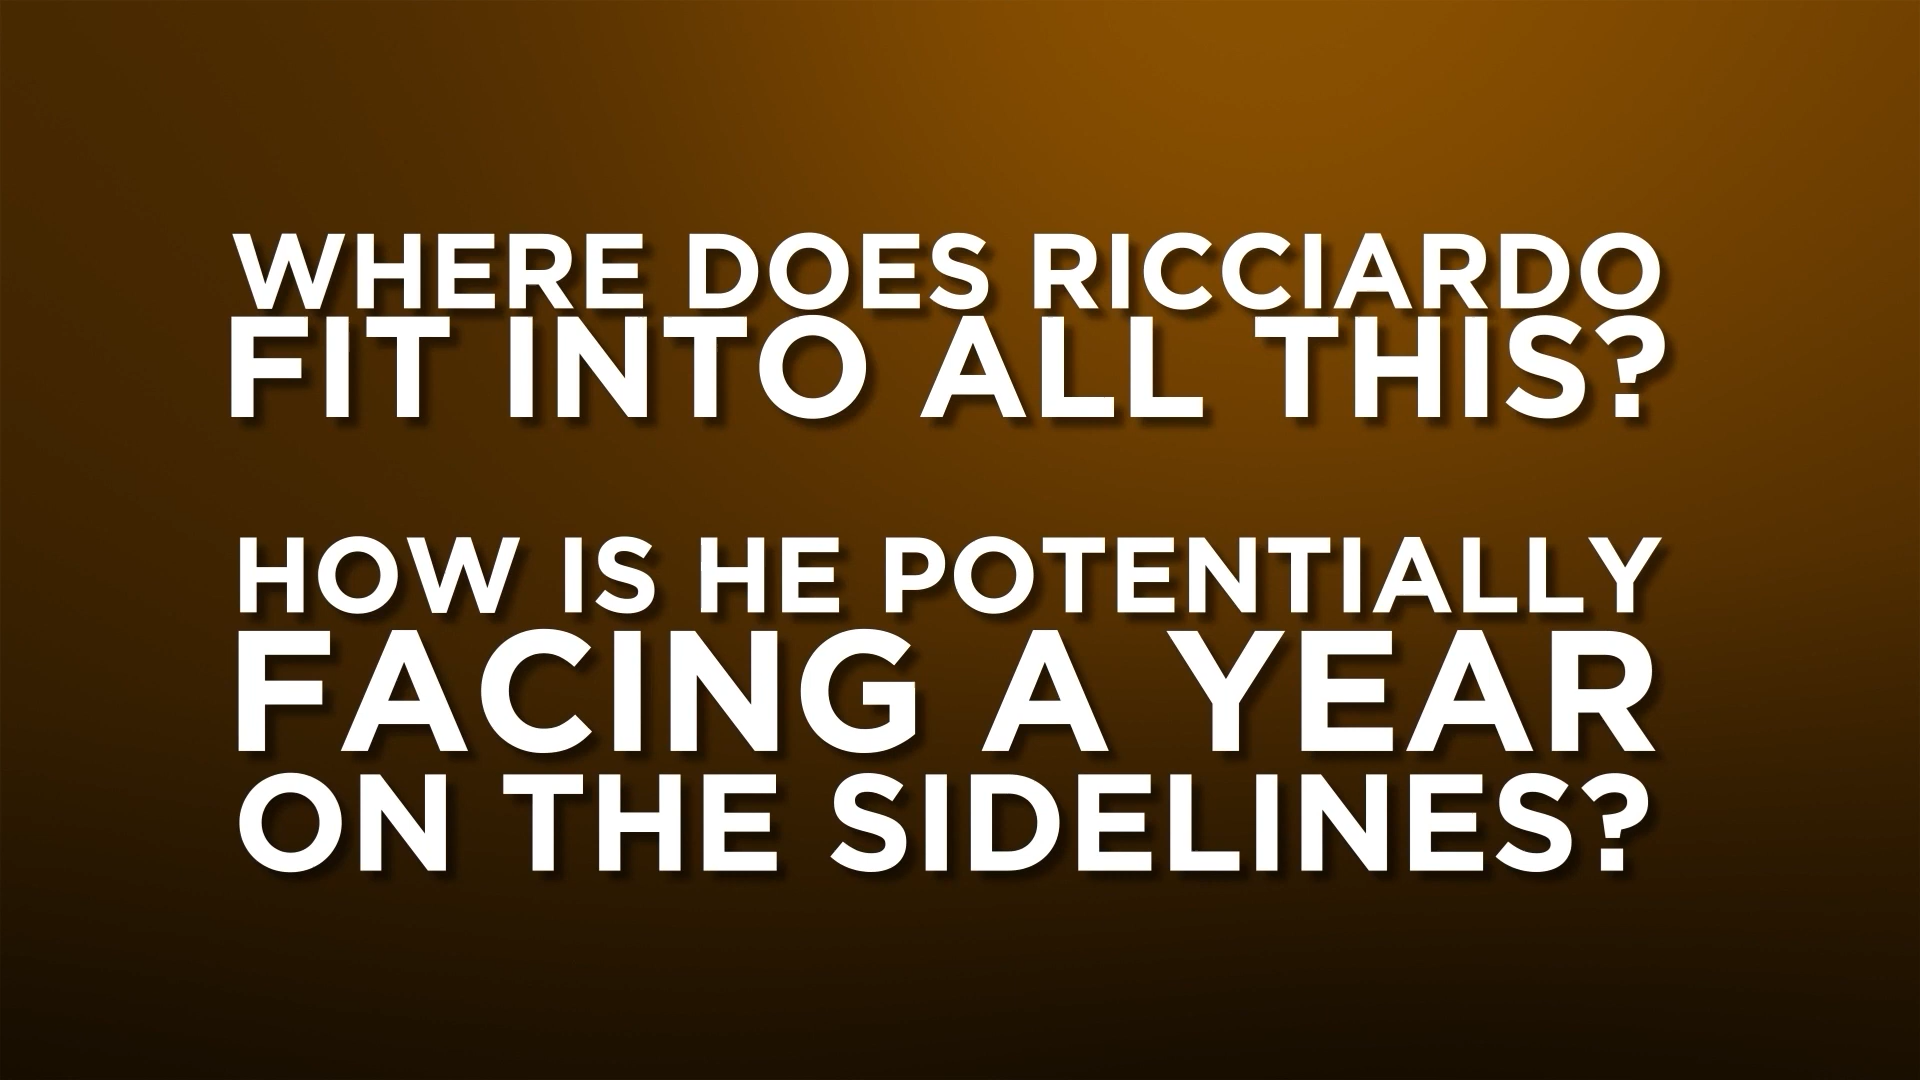 WHERE DOES RICCIARDO
FIT INTO ALL THIS?
HOW IS HE POTENTIALLY
FACING A YEAR
ON THE SIDELINES?